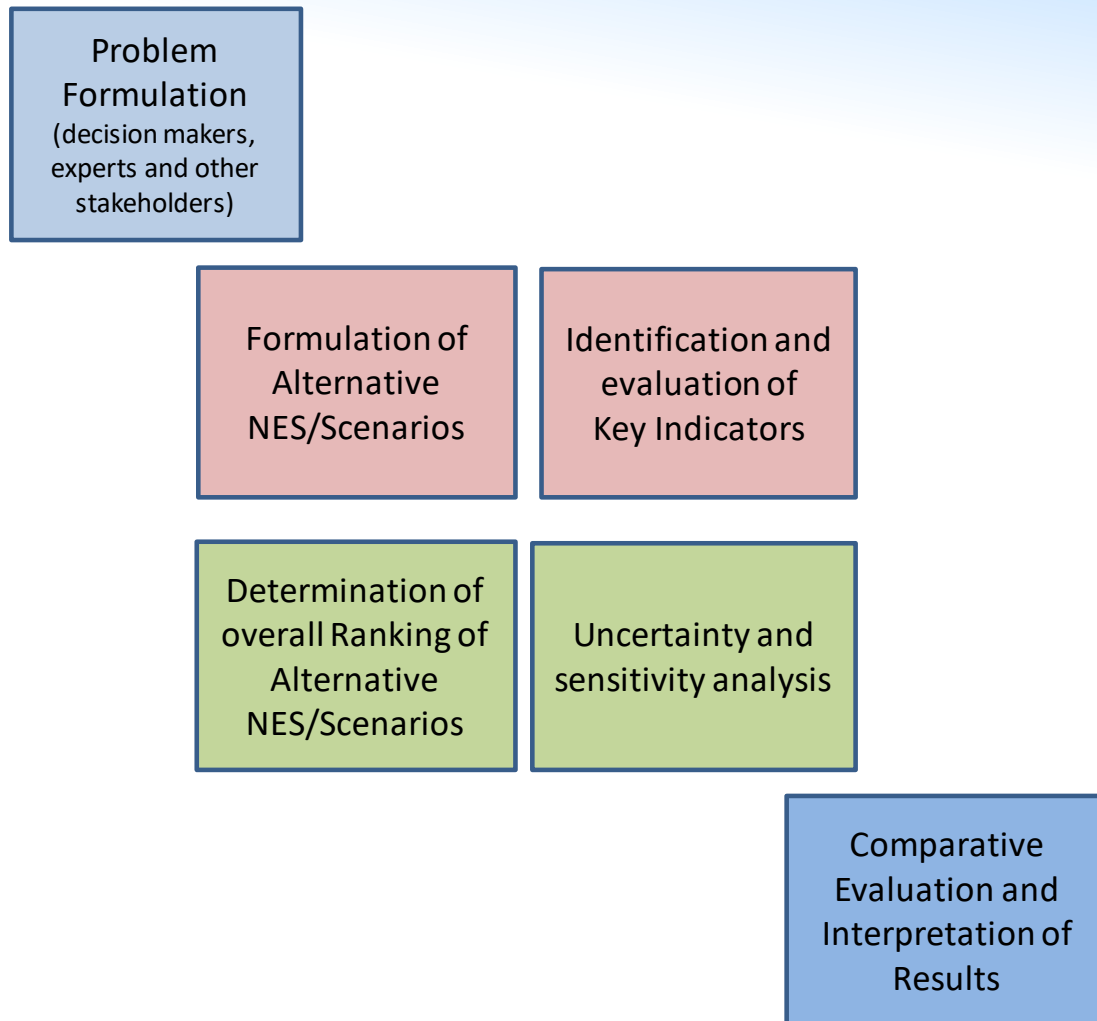 Problem
Formulation
(decision makers,
experts and other
stakeholders)
Formulation of
Alternative
NES/Scenarios
Identification and
evaluation of
Key Indicators
Determination of
overall Ranking of
Alternative
NES/Scenarios
Uncertainty and
sensitivity analysis
Comparative
Evaluation and
Interpretation of
Results